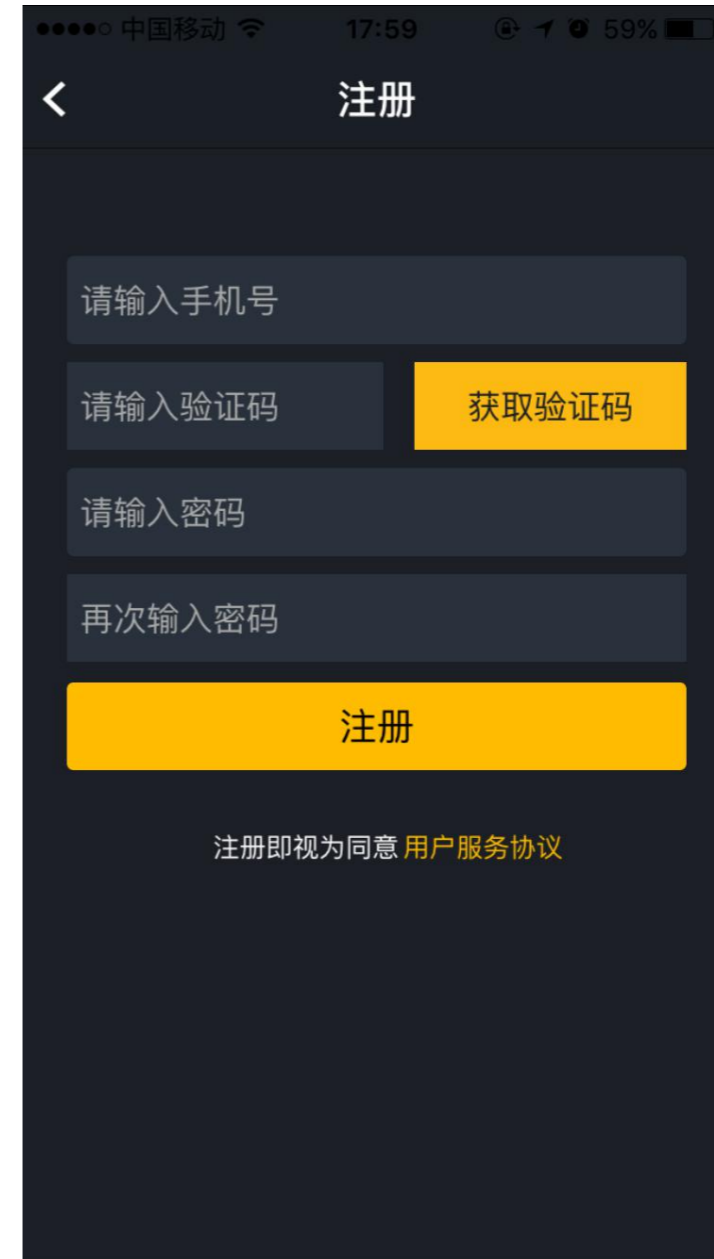 中国移动 17:59 59%
注册
请输入手机号
请输入验证码 获取验证码
请输入密码
再次输入密码
注册
注册即视为同意 用户服务协议